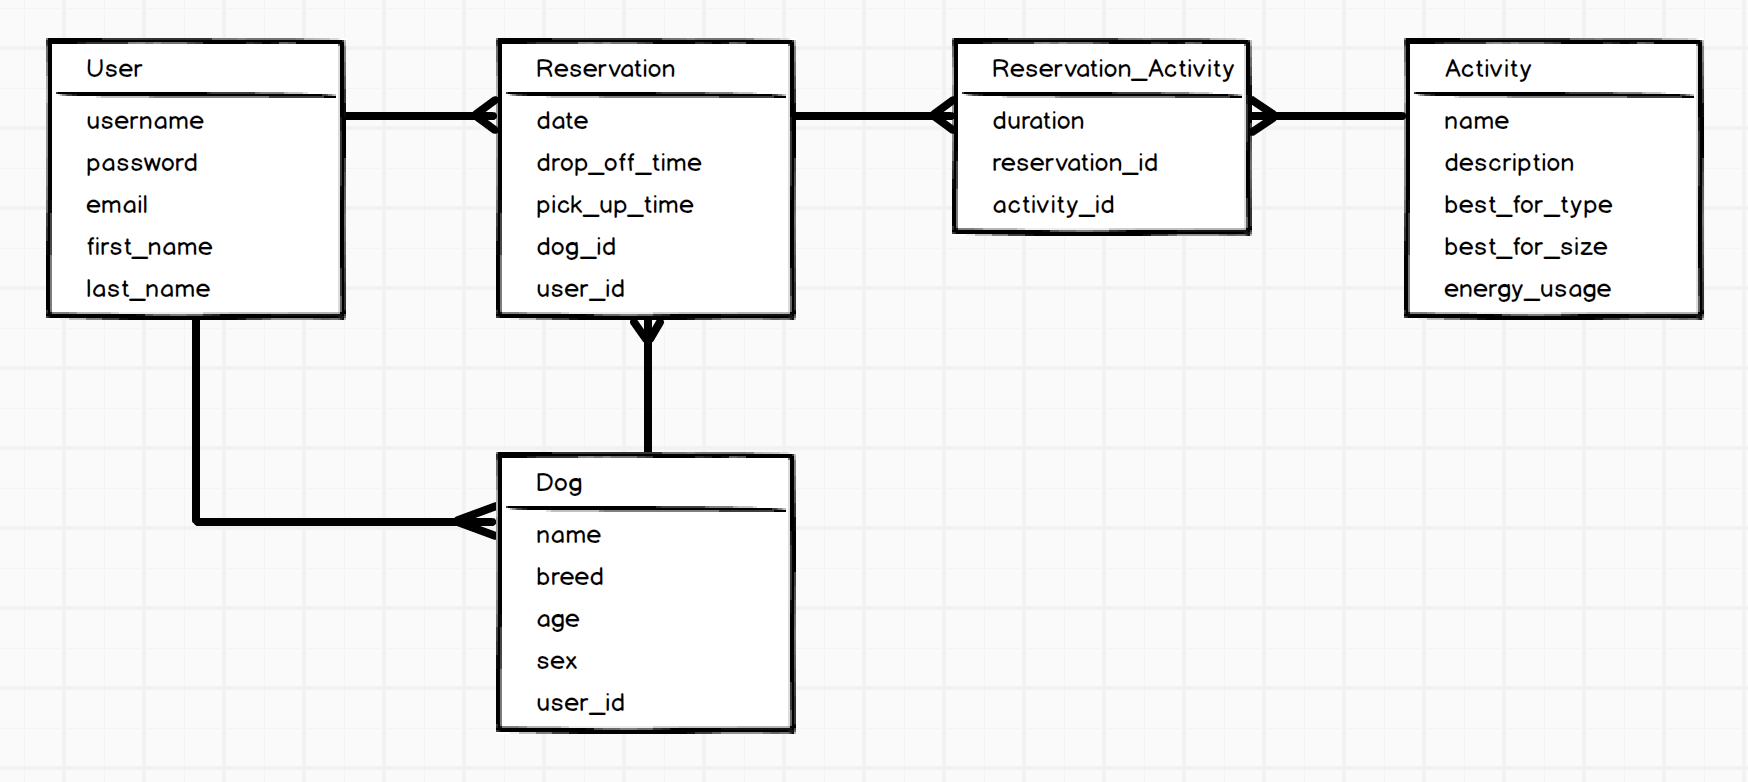 User
username
password
email
first_name
last_name
Reservation
date
drop_off_time
pick_up_time
dog_id
user_id
Reservation_Activity
duration
reservation_id
activity_id
Activity
name
description
best_for_type
best_for_size
energy_usage
Dog
name
breed
age
sex
user_id